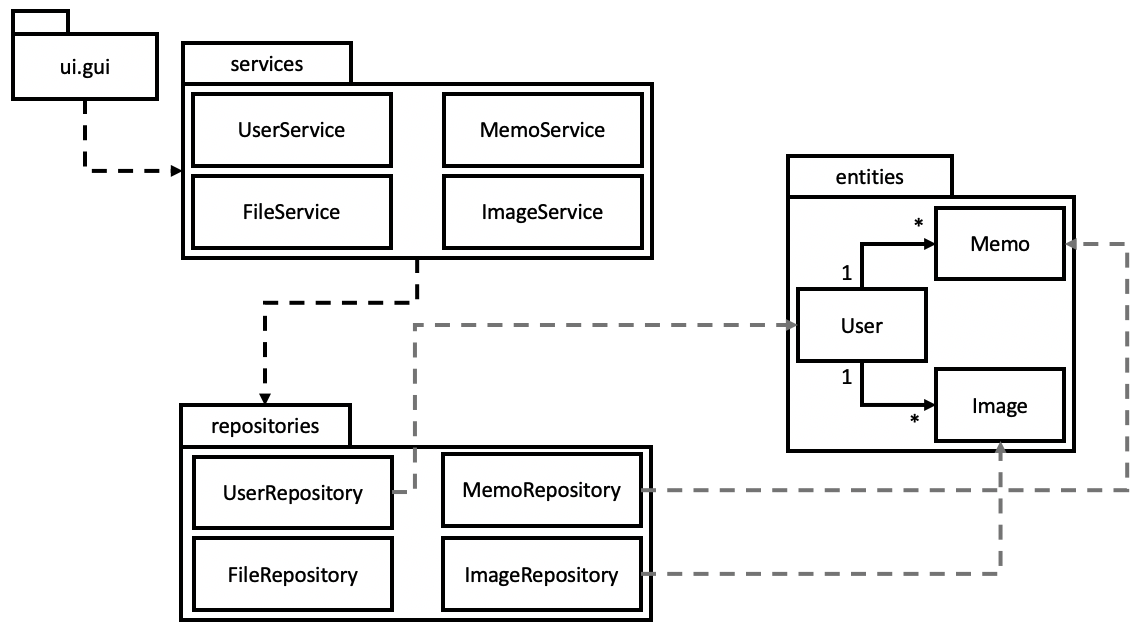 ui.gui
services
UserService
MemoService
FileService
ImageService
entities
*
Memo
1
User
1
*
Image
repositories
UserRepository
MemoRepository
FileRepository
ImageRepository